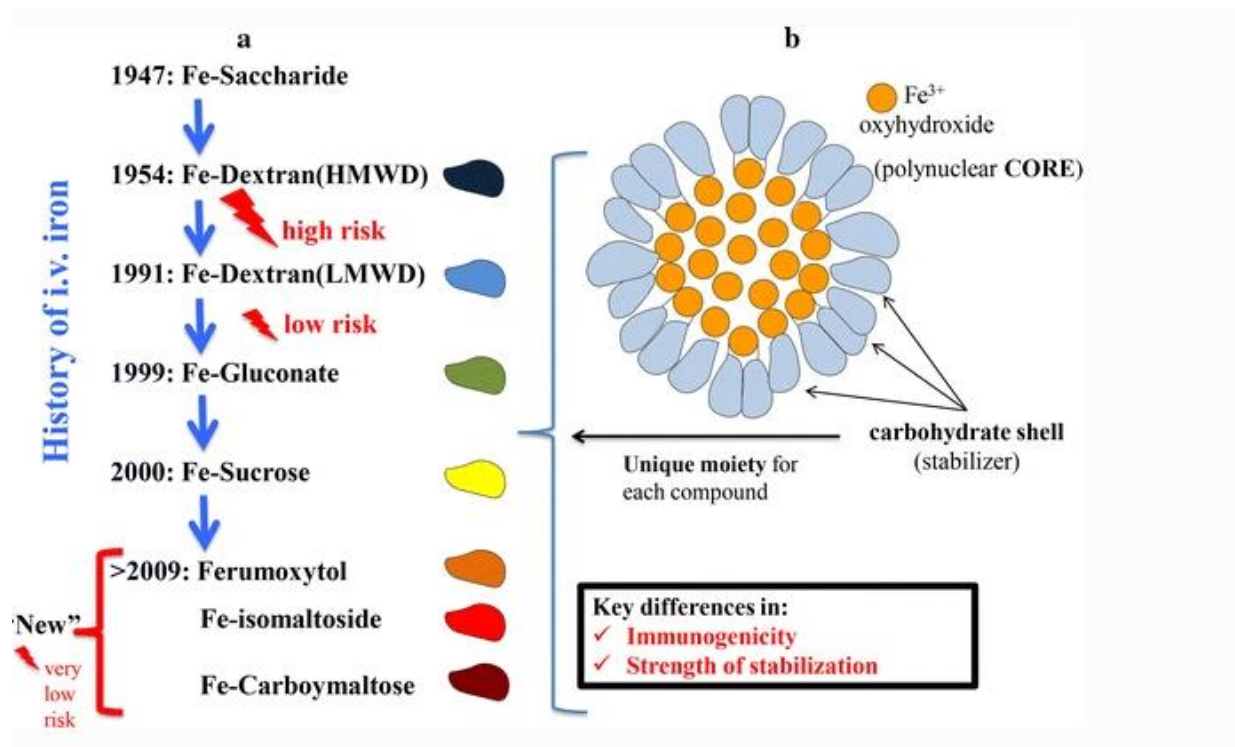 a
b
History of i.v. iron
1947: Fe-Saccharide
1954: Fe-Dextran(HMWD)
high risk
1991: Fe-Dextran(LMWD)
low risk
1999: Fe-Gluconate
2000: Fe-Sucrose
>2009: Ferumoxytol
Fe-isomaltoside
Fe-Carboymaltose
New”
very
low
risk
Fe³⁺
oxyhydroxide
(polynuclear CORE)
carbohydrate shell
(stabilizer)
Unique moiety for
each compound
Key differences in:
✓ Immunogenicity
✓ Strength of stabilization